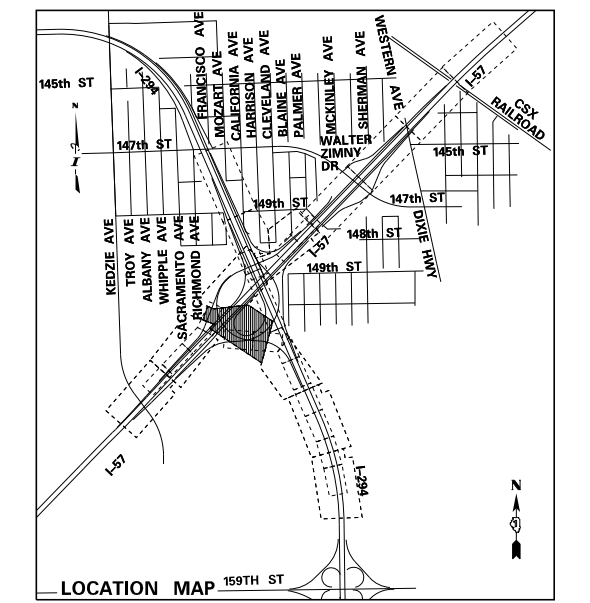 FRANCISCO AVE
MOZART AVE
CALIFORNIA AVE
HARRISON AVE
CLEVELAND AVE
BLAINE AVE
PALMER AVE
MCKINLEY AVE
SHERMAN AVE
WESTERN AVE
I-57
CSX
RAILROAD
145th ST
I-294
N
147th ST
WALTER
ZIMNY
DR
145th ST
149th ST
147th ST
148th ST
I-57
149th ST
DIXIE HWY
KEDZIE AVE
TROY AVE
ALBANY AVE
WHIPPLE AVE
SACRAMENTO AVE
RICHMOND AVE
I-57
I-294
N
LOCATION MAP
159TH ST